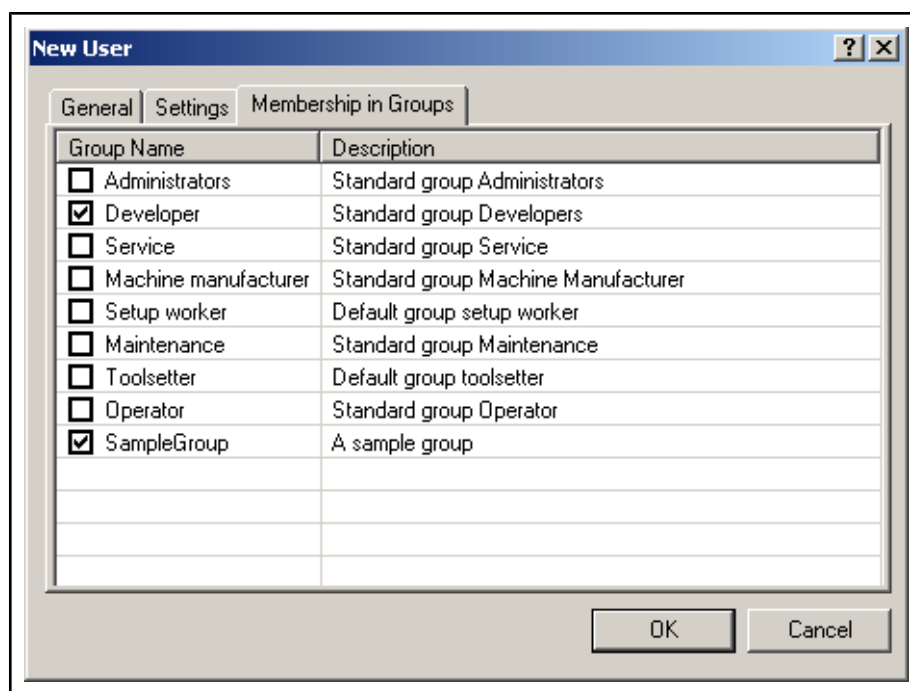 New User
General Settings Membership in Groups
Group Name Description
Administrators Standard group Administrators
Developer Standard group Developers
Service Standard group Service
Machine manufacturer Standard group Machine Manufacturer
Setup worker Default group setup worker
Maintenance Standard group Maintenance
Toolsetter Default group toolsetter
Operator Standard group Operator
SampleGroup A sample group
OK Cancel